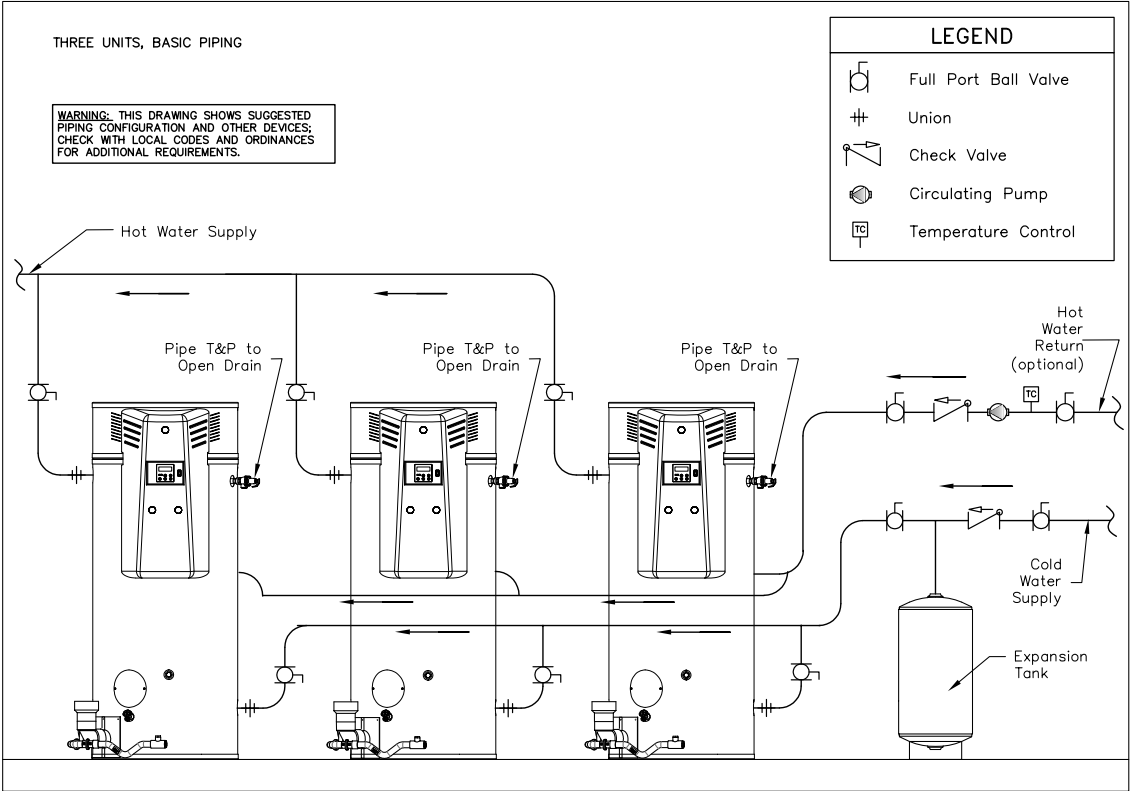 THREE UNITS, BASIC PIPING
WARNING: THIS DRAWING SHOWS SUGGESTED
PIPING CONFIGURATION AND OTHER DEVICES;
CHECK WITH LOCAL CODES AND ORDINANCES
FOR ADDITIONAL REQUIREMENTS.
LEGEND
Full Port Ball Valve
Union
Check Valve
Circulating Pump
TC
Temperature Control
Hot Water Supply
Pipe T&P to
Open Drain
Pipe T&P to
Open Drain
Pipe T&P to
Open Drain
Hot
Water
Return
(optional)
TC
Cold
Water
Supply
Expansion
Tank